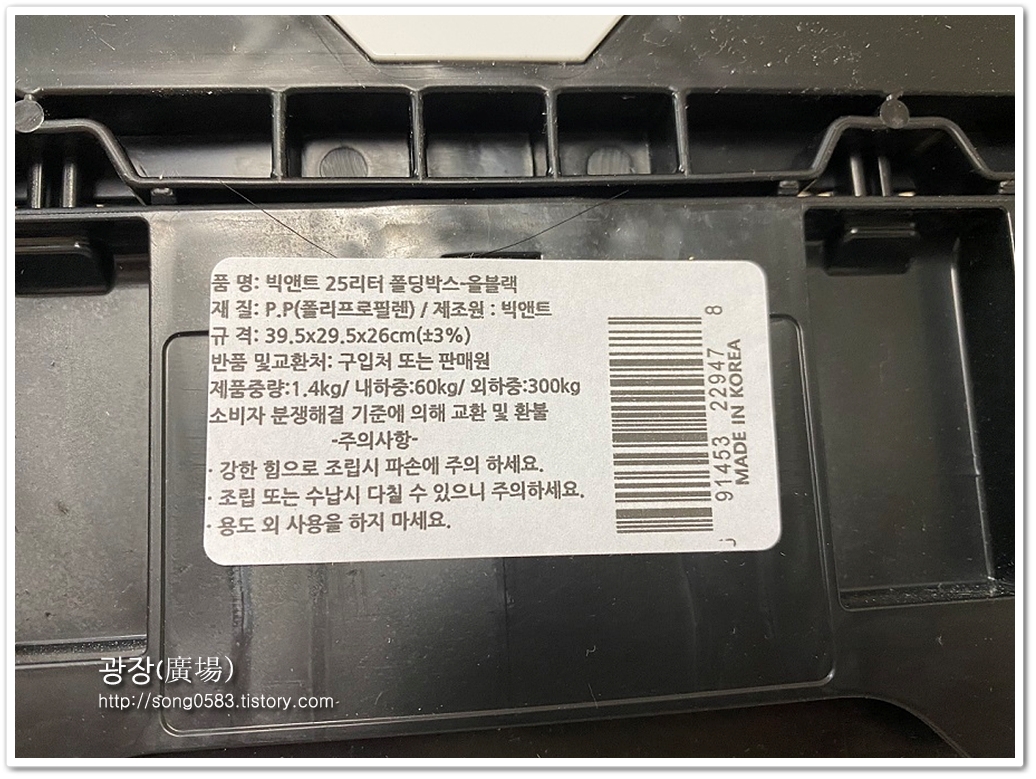 품 명: 빅앤트 25리터 폴딩박스-올블랙
재 질: P.P(폴리프로필렌) / 제조원 : 빅앤트
규 격: 39.5x29.5x26cm(±3%)
반품 및교환처: 구입처 또는 판매원
제품중량:1.4kg/ 내하중:60kg/ 외하중:300kg
소비자 분쟁해결 기준에 의해 교환 및 환불
-주의사항-
· 강한 힘으로 조립시 파손에 주의 하세요.
· 조립 또는 수납시 다칠 수 있으니 주의하세요.
· 용도 외 사용을 하지 마세요.
91453 22947 8
MADE IN KOREA
광장(廣場)
http://song0583.tistory.com